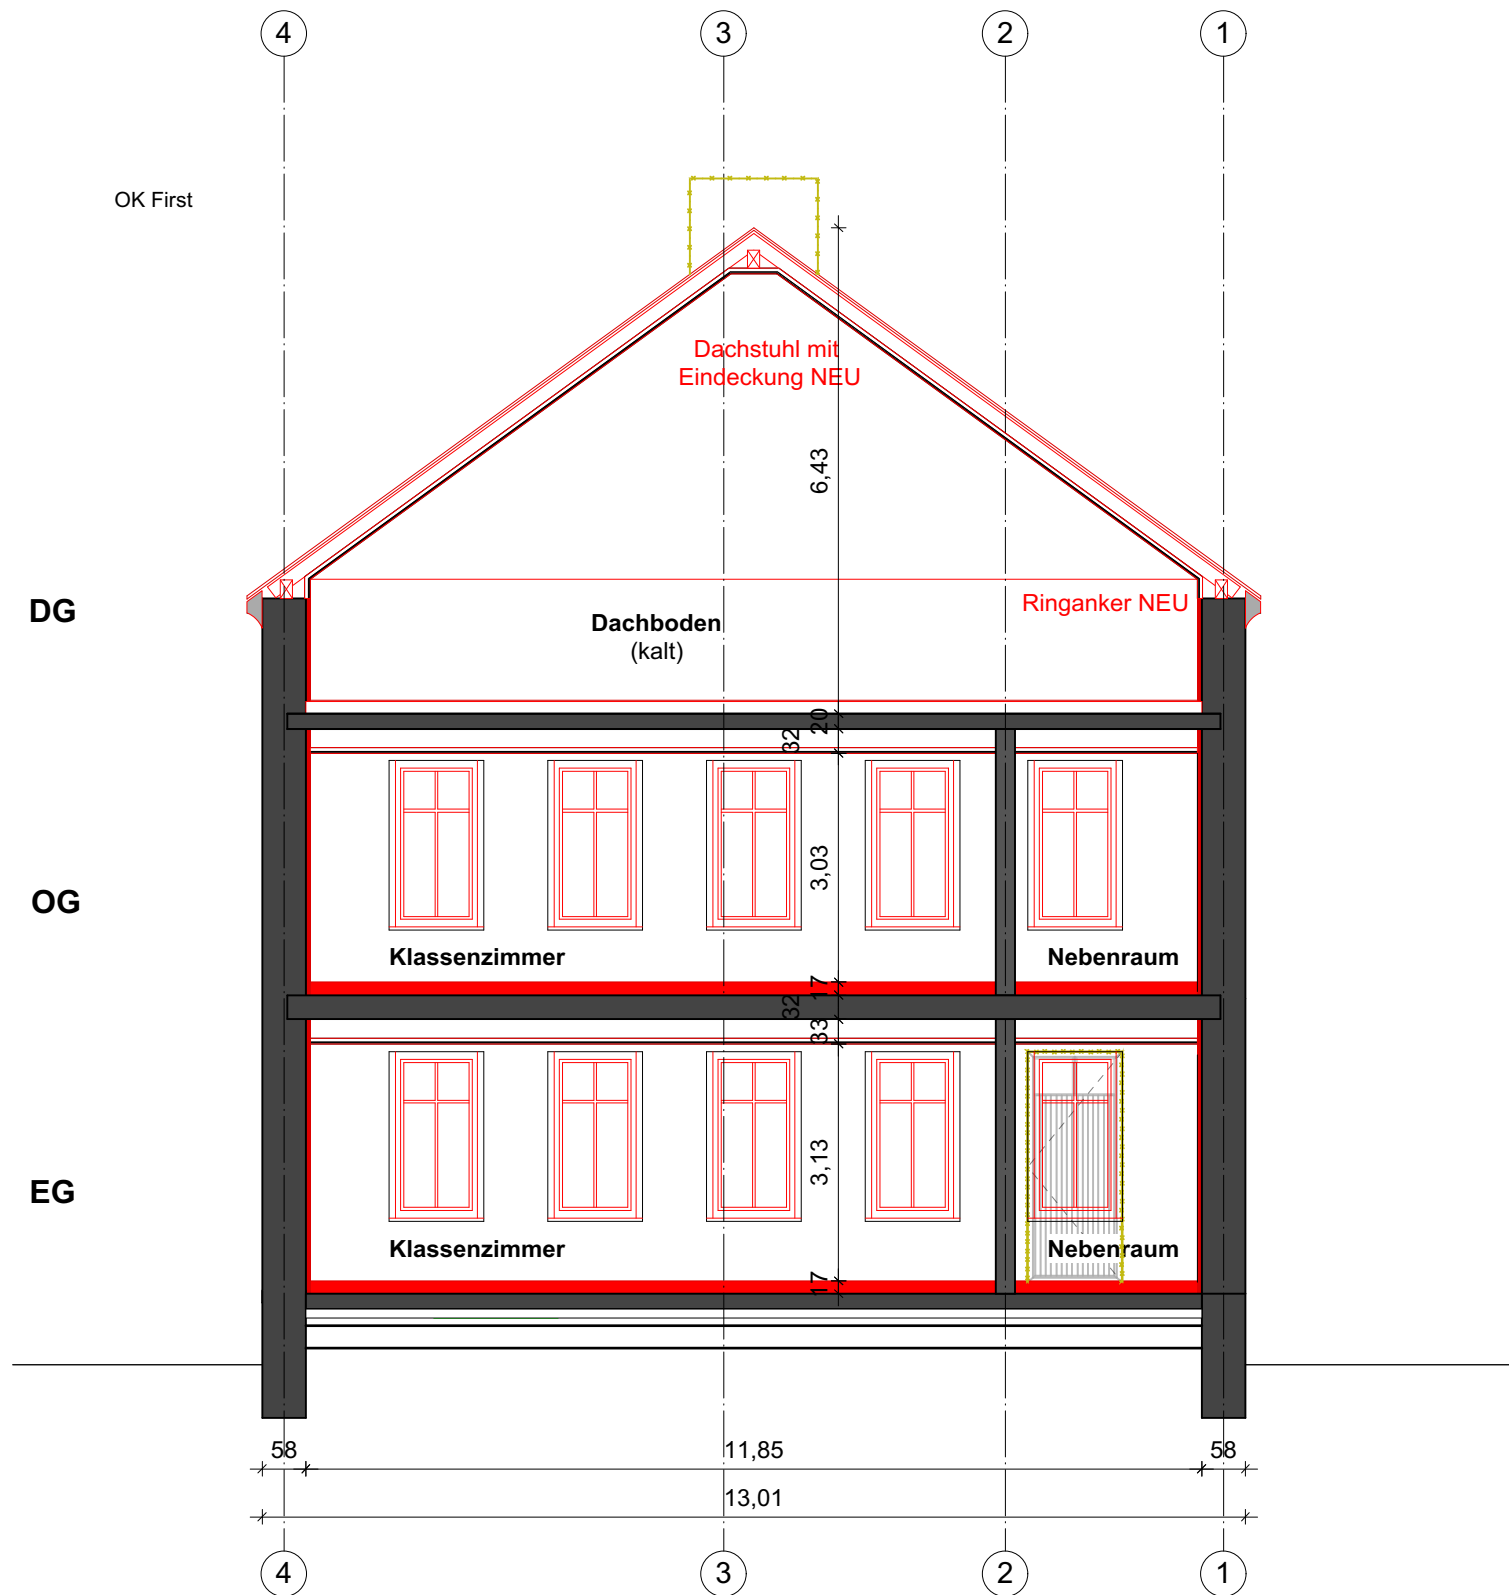 4 3 2 1
OK First
Dachstuhl mit
Eindeckung NEU
6,43
DG
Ringanker NEU
Dachboden
(kalt)
20
32
3,03
OG
Klassenzimmer Nebenraum
17
32
33
3,13
EG
Klassenzimmer Nebenraum
17
58 11,85 58
13,01
4 3 2 1